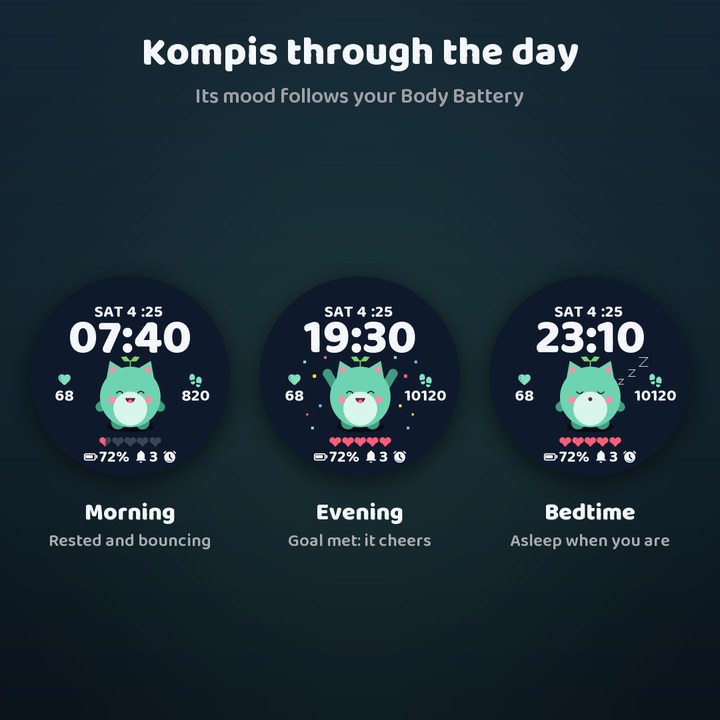 Kompis through the day
Its mood follows your Body Battery
SAT 4 :25
07:40
68
820
72% 3
SAT 4 :25
19:30
68
10120
72% 3
SAT 4 :25
23:10
z z Z
68
10120
72% 3
Morning
Rested and bouncing
Evening
Goal met: it cheers
Bedtime
Asleep when you are